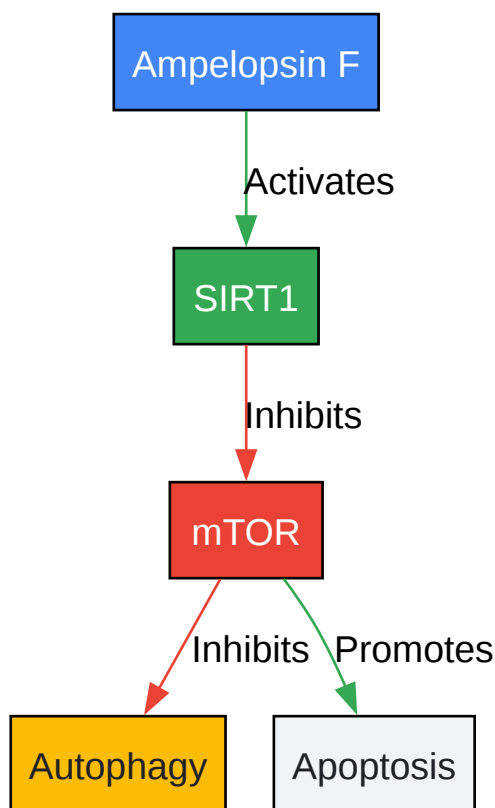 Ampelopsin F
Activates
SIRT1
Inhibits
mTOR
Inhibits
Promotes
Autophagy
Apoptosis